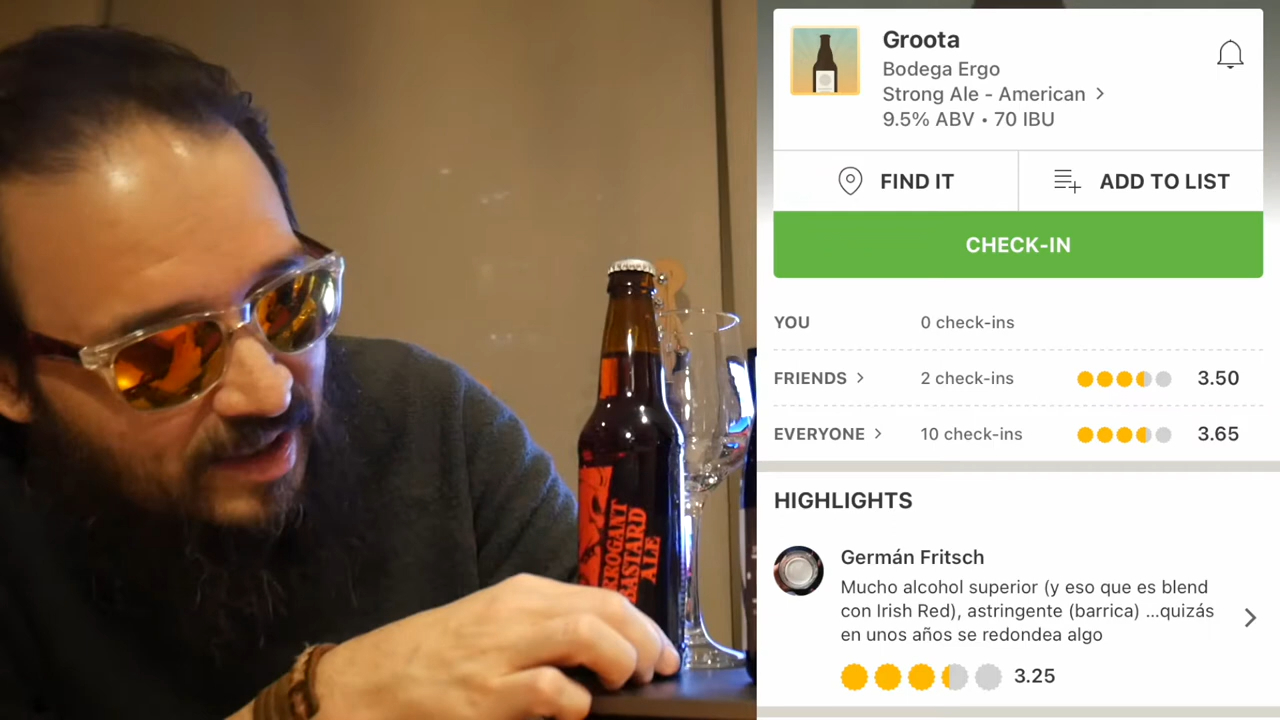 ARROGANT
BASTARD
ALE
Groota
Bodega Ergo
Strong Ale - American
9.5% ABV • 70 IBU
FIND IT
ADD TO LIST
CHECK-IN
YOU 0 check-ins
FRIENDS 2 check-ins 3.50
EVERYONE 10 check-ins 3.65
HIGHLIGHTS
Germán Fritsch
Mucho alcohol superior (y eso que es blend
con Irish Red), astringente (barrica) ...quizás
en unos años se redondea algo
3.25